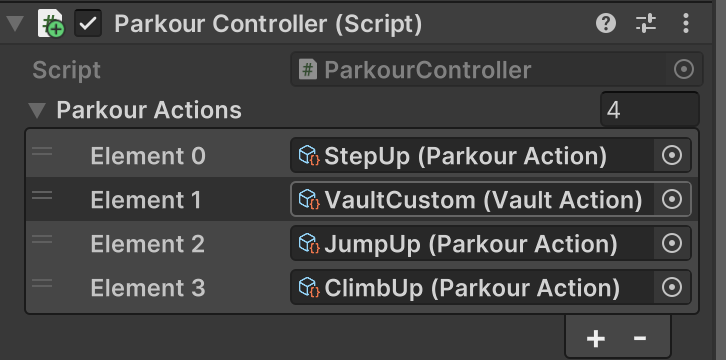 Parkour Controller (Script)
Script ParkourController
Parkour Actions 4
Element 0 StepUp (Parkour Action)
Element 1 VaultCustom (Vault Action)
Element 2 JumpUp (Parkour Action)
Element 3 ClimbUp (Parkour Action)
+ -